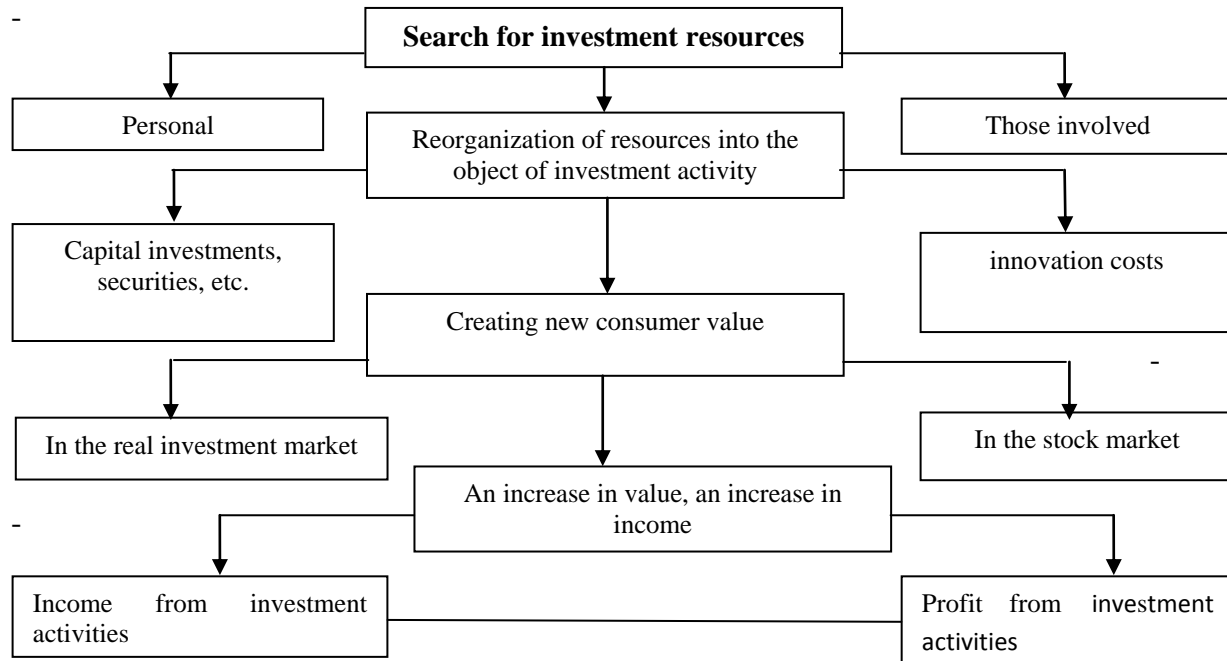 Search for investment resources
Personal
Those involved
Reorganization of resources into the
object of investment activity
Capital investments,
securities, etc.
innovation costs
Creating new consumer value
In the real investment market
In the stock market
An increase in value, an increase in
income
Income from investment
activities
Profit from investment
activities